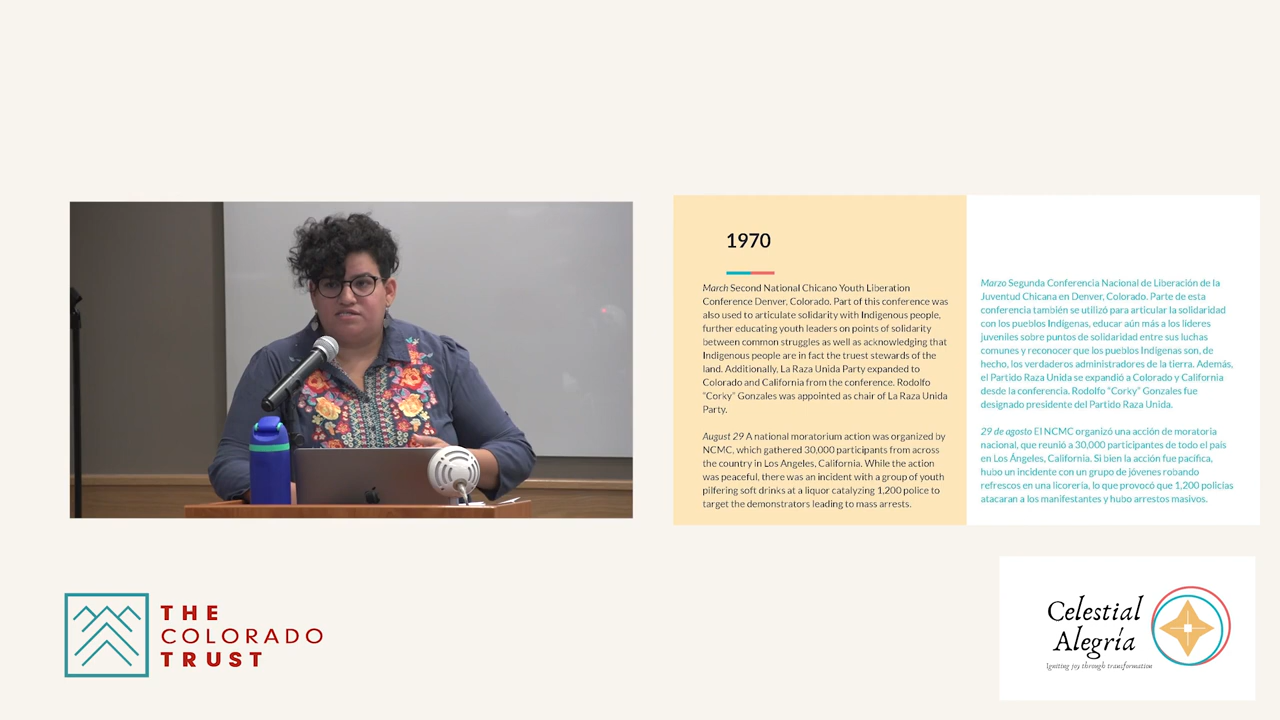 1970
March Second National Chicano Youth Liberation
Conference Denver, Colorado. Part of this conference was
also used to articulate solidarity with Indigenous people,
further educating youth leaders on points of solidarity
between common struggles as well as acknowledging that
Indigenous people are in fact the truest stewards of the
land. Additionally, La Raza Unida Party expanded to
Colorado and California from the conference. Rodolfo
“Corky” Gonzales was appointed as chair of La Raza Unida
Party.
August 29 A national moratorium action was organized by
NCMC, which gathered 30,000 participants from across
the country in Los Angeles, California. While the action
was peaceful, there was an incident with a group of youth
pilfering soft drinks at a liquor catalyzing 1,200 police to
target the demonstrators leading to mass arrests.
Marzo Segunda Conferencia Nacional de Liberación de la
Juventud Chicana en Denver, Colorado. Parte de esta
conferencia también se utilizó para articular la solidaridad
con los pueblos Indígenas, educar aún más a los líderes
juveniles sobre puntos de solidaridad entre sus luchas
comunes y reconocer que los pueblos Indígenas son, de
hecho, los verdaderos administradores de la tierra. Además,
el Partido Raza Unida se expandió a Colorado y California
desde la conferencia. Rodolfo “Corky” Gonzales fue
designado presidente del Partido Raza Unida.
29 de agosto El NCMC organizó una acción de moratoria
nacional, que reunió a 30,000 participantes de todo el país
en Los Ángeles, California. Si bien la acción fue pacífica,
hubo un incidente con un grupo de jóvenes robando
refrescos en una licorería, lo que provocó que 1,200 policías
atacaran a los manifestantes y hubo arrestos masivos.
THE
COLORADO
TRUST
Celestial
Alegría
Igniting joy through transformation